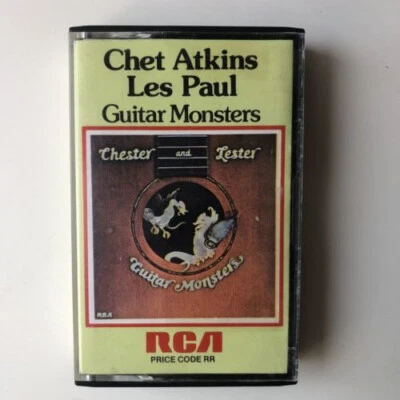 Chet Atkins
Les Paul
Guitar Monsters
Chester and Lester
Guitar Monsters
RCA
RCA
PRICE CODE RR